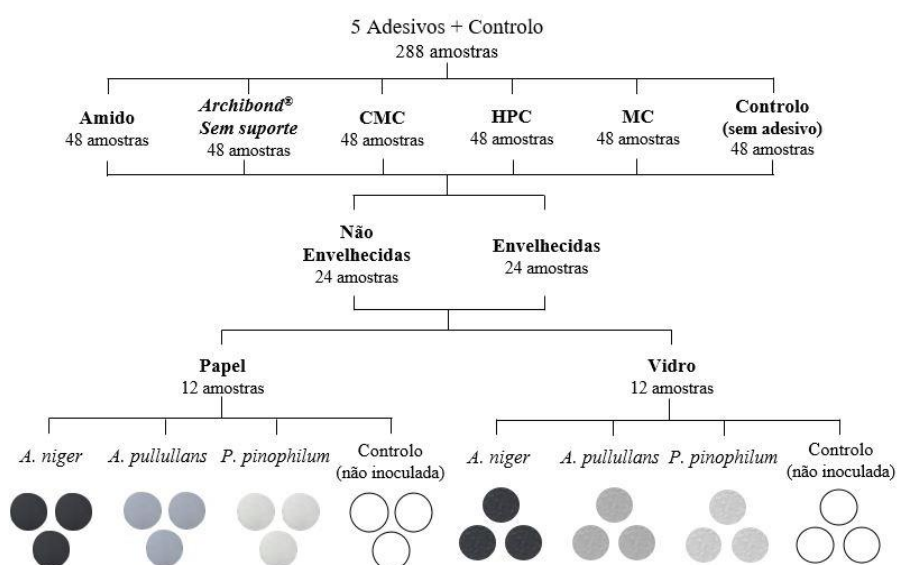 5 Adesivos + Controlo
288 amostras
Amido
48 amostras
Archibond®
Sem suporte
48 amostras
CMC
48 amostras
HPC
48 amostras
MC
48 amostras
Controlo
(sem adesivo)
48 amostras
Não
Envelhecidas
24 amostras
Envelhecidas
24 amostras
Papel
12 amostras
Vidro
12 amostras
A. niger
A. pullullans
P. pinophilum
Controlo
(não inoculada)
A. niger
A. pullullans
P. pinophilum
Controlo
(não inoculada)